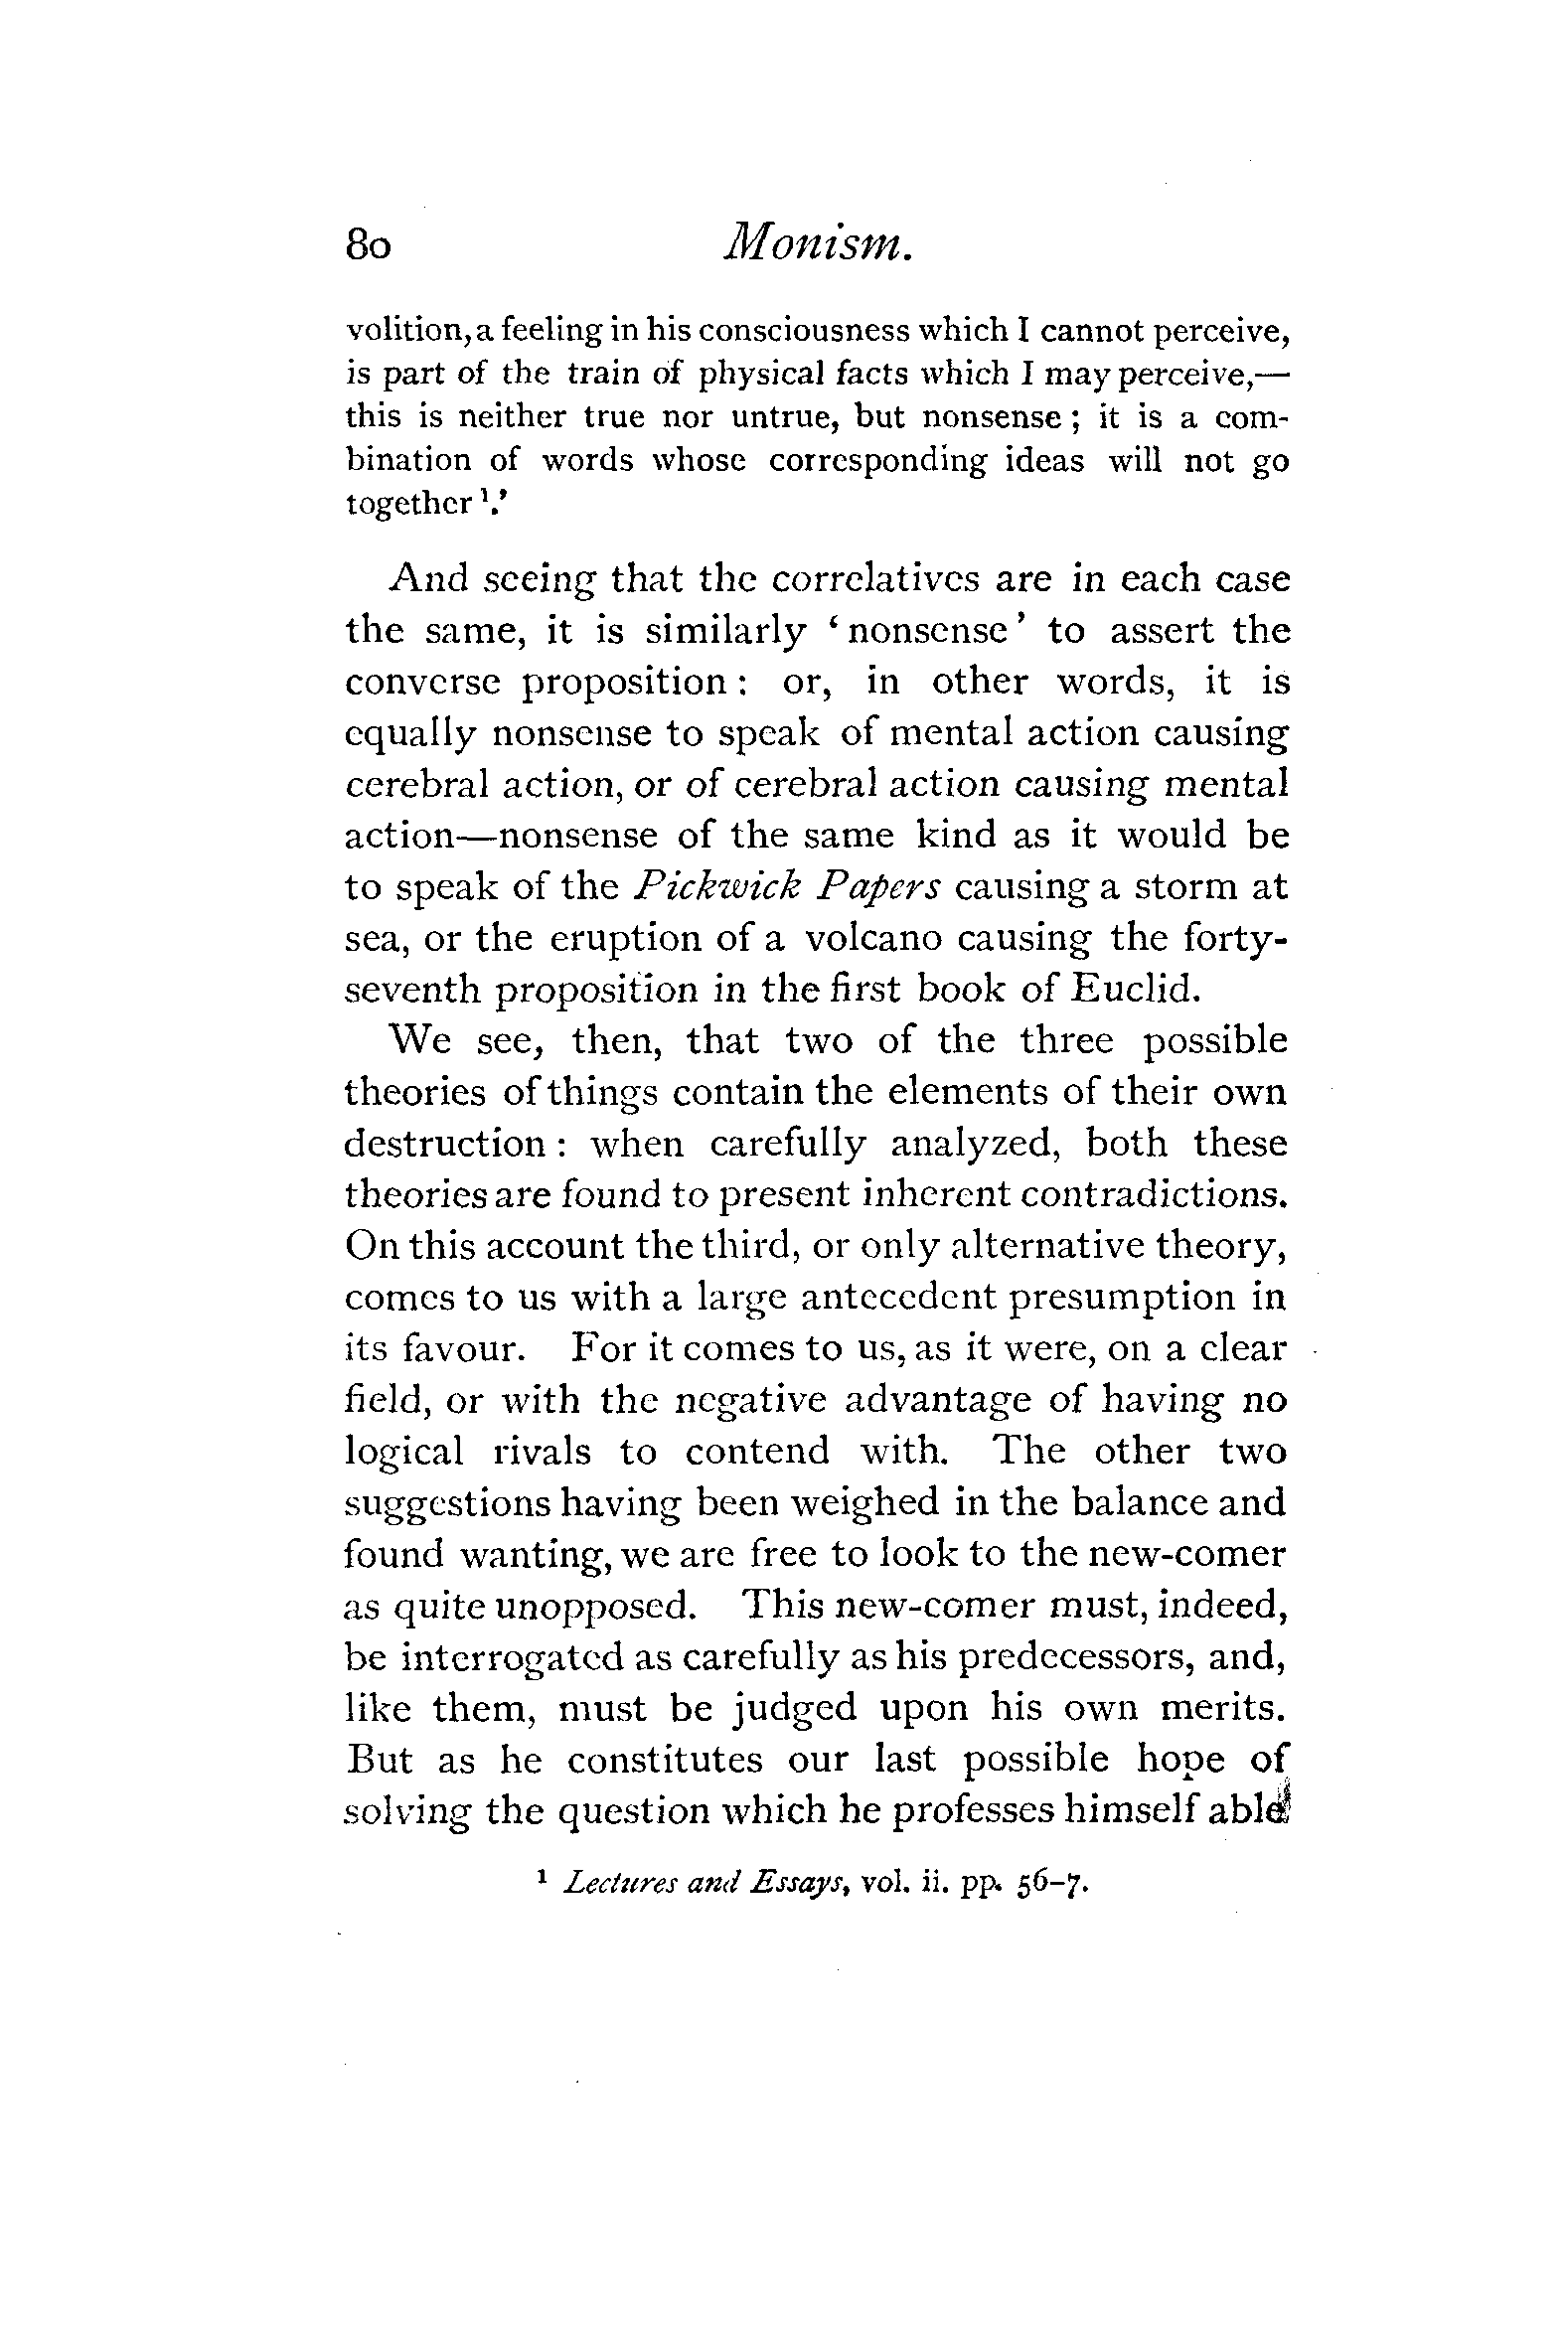 80 Monism.
volition, a feeling in his consciousness which I cannot perceive,
is part of the train of physical facts which I may perceive,—
this is neither true nor untrue, but nonsense; it is a com-
bination of words whose corresponding ideas will not go
together ¹.’
And seeing that the correlatives are in each case
the same, it is similarly ‘nonsense’ to assert the
converse proposition: or, in other words, it is
equally nonsense to speak of mental action causing
cerebral action, or of cerebral action causing mental
action—nonsense of the same kind as it would be
to speak of the Pickwick Papers causing a storm at
sea, or the eruption of a volcano causing the forty-
seventh proposition in the first book of Euclid.
We see, then, that two of the three possible
theories of things contain the elements of their own
destruction: when carefully analyzed, both these
theories are found to present inherent contradictions.
On this account the third, or only alternative theory,
comes to us with a large antecedent presumption in
its favour. For it comes to us, as it were, on a clear
field, or with the negative advantage of having no
logical rivals to contend with. The other two
suggestions having been weighed in the balance and
found wanting, we are free to look to the new-comer
as quite unopposed. This new-comer must, indeed,
be interrogated as carefully as his predecessors, and,
like them, must be judged upon his own merits.
But as he constitutes our last possible hope of
solving the question which he professes himself able
¹ Lectures and Essays, vol. ii. pp. 56–7.